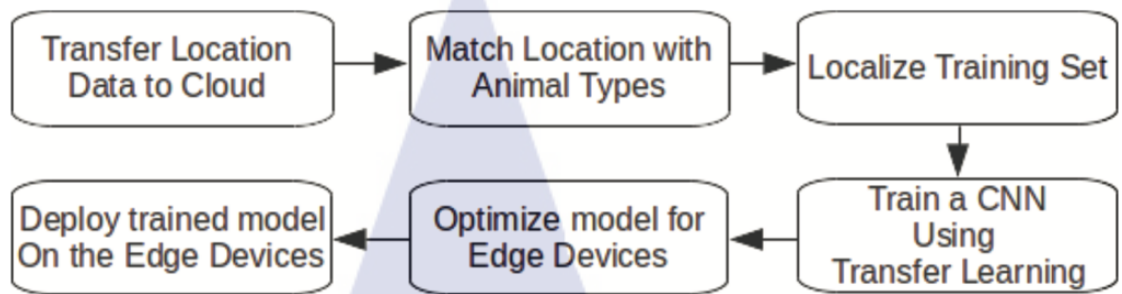 Transfer Location
Data to Cloud
Match Location with
Animal Types
Localize Training Set
Train a CNN
Using
Transfer Learning
Optimize model for
Edge Devices
Deploy trained model
On the Edge Devices